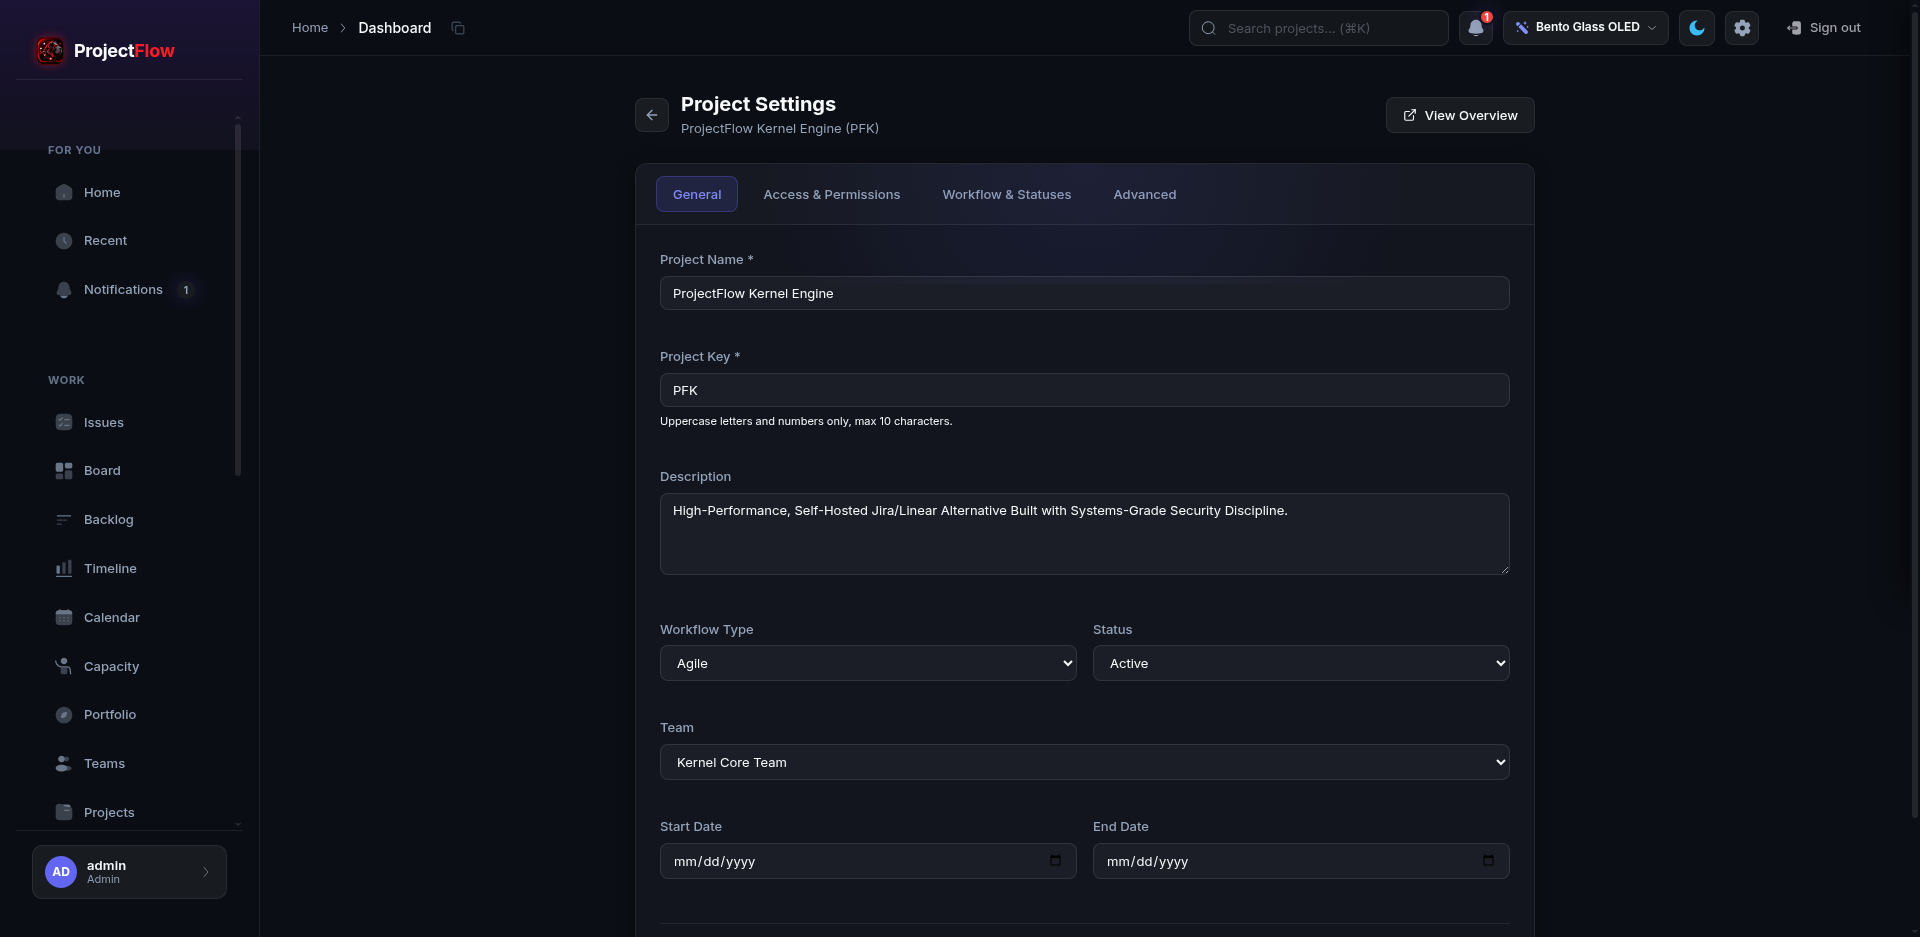 ProjectFlow
Home
Dashboard
Search projects... (⌘K)
1
Bento Glass OLED
Sign out
FOR YOU
Home
Recent
Notifications 1
WORK
Issues
Board
Backlog
Timeline
Calendar
Capacity
Portfolio
Teams
Projects
AD
admin
Admin
Project Settings
ProjectFlow Kernel Engine (PFK)
View Overview
General
Access & Permissions
Workflow & Statuses
Advanced
Project Name *
ProjectFlow Kernel Engine
Project Key *
PFK
Uppercase letters and numbers only, max 10 characters.
Description
High-Performance, Self-Hosted Jira/Linear Alternative Built with Systems-Grade Security Discipline.
Workflow Type
Agile
Status
Active
Team
Kernel Core Team
Start Date
mm/dd/yyyy
End Date
mm/dd/yyyy